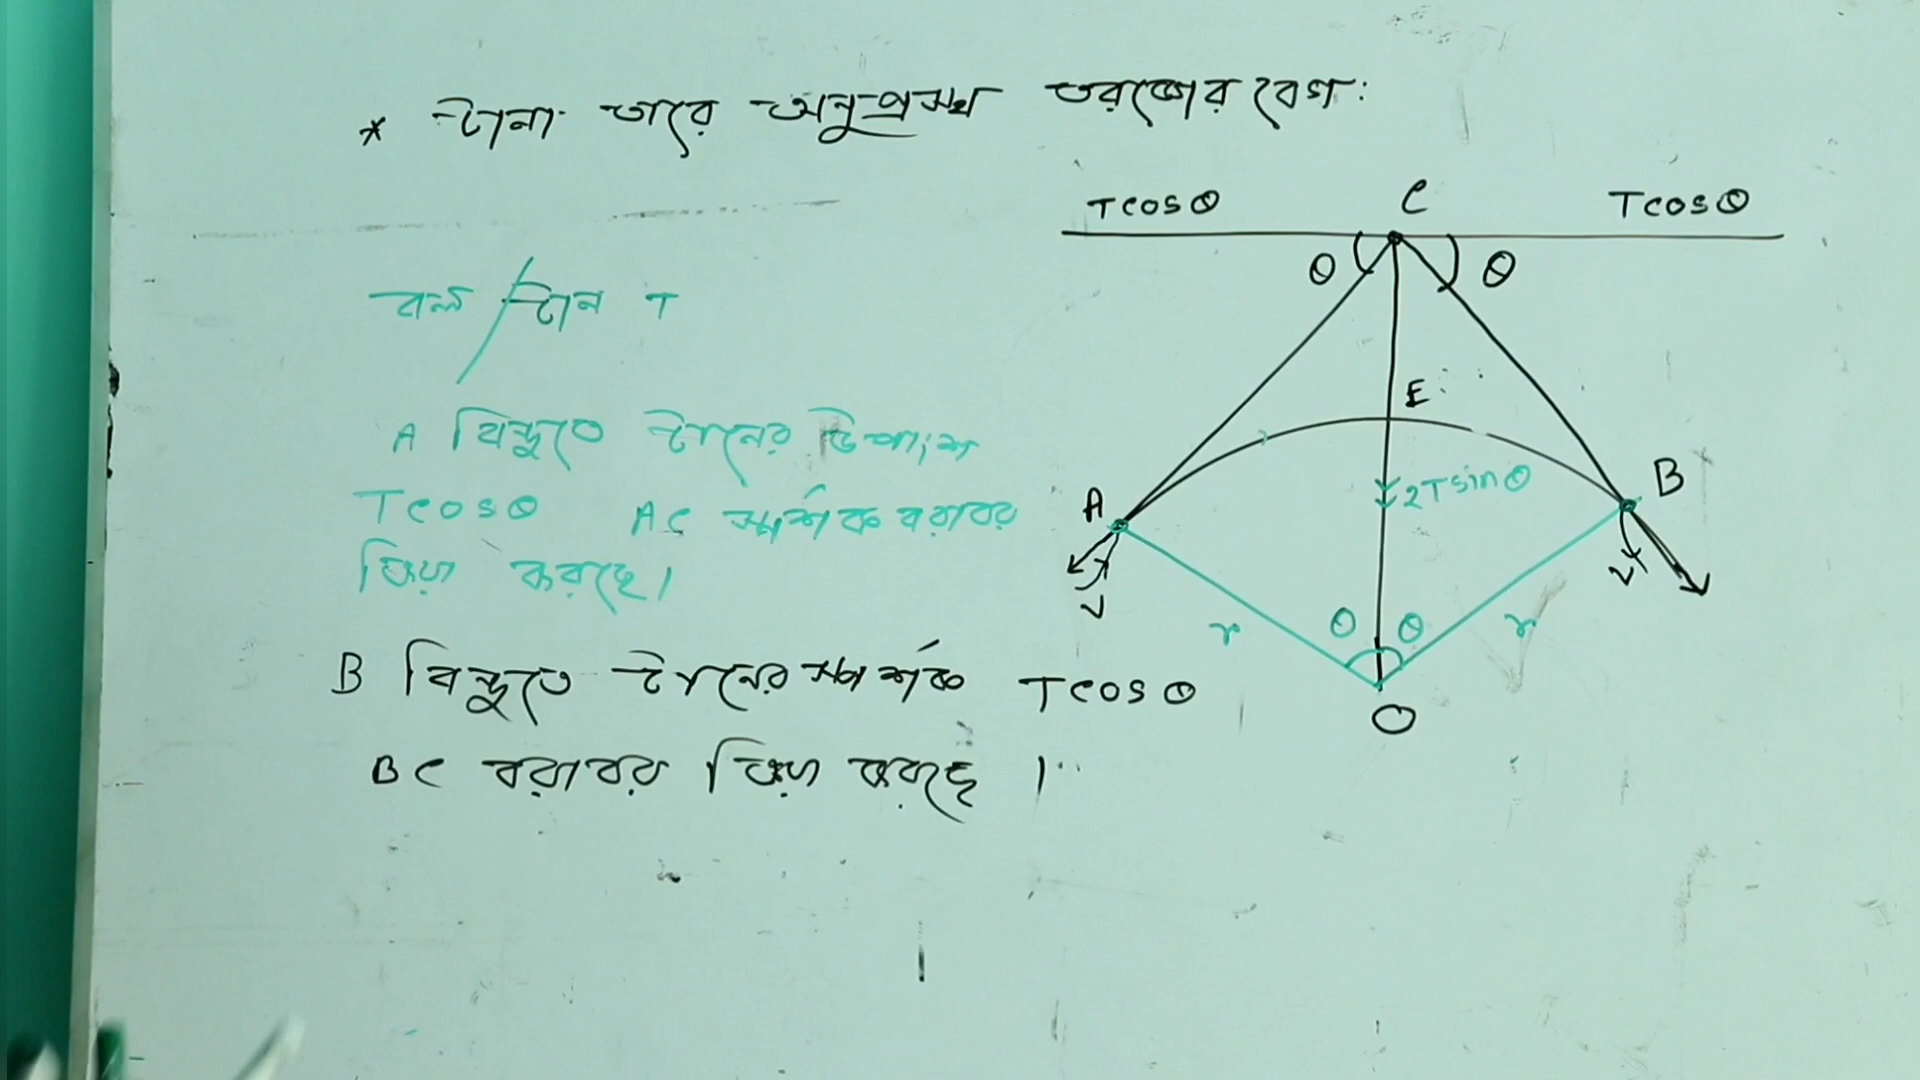 * টানা তারে অনুপ্রস্থ তরঙ্গের বেগ:
Tcosθ C Tcosθ
θ θ
বল / টান T
E
A বিন্দুতে টানের উপাংশ
Tcosθ AC স্পর্শক বরাবর
ক্রিয়া করছে।
A B
2Tsinθ
v v
r θ θ r
O
B বিন্দুতে টানের স্পর্শক Tcosθ
BC বরাবর ক্রিয়া করছে।